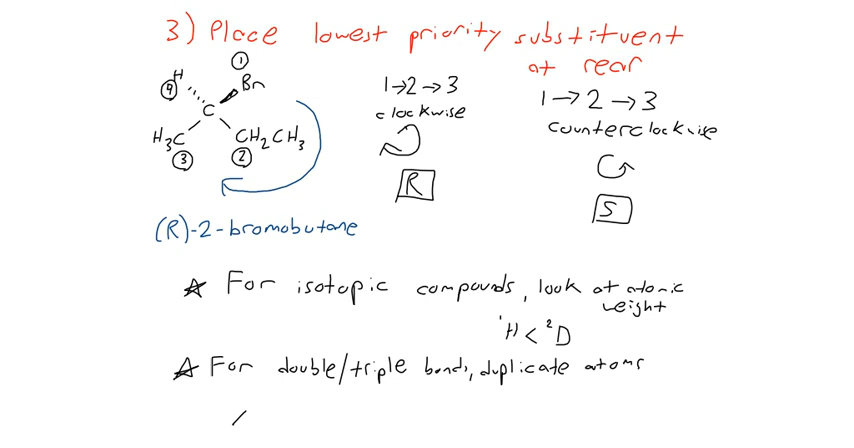 3) Place lowest priority substituent
at rear
1
H
4
Br
C
H3C
CH2CH3
3
2
1→2→3
clockwise
R
1→2→3
counterclockwise
S
(R)-2-bromobutane
☆ For isotopic compounds, look at atomic
weight
¹H < ²D
☆ For double/triple bonds, duplicate atoms